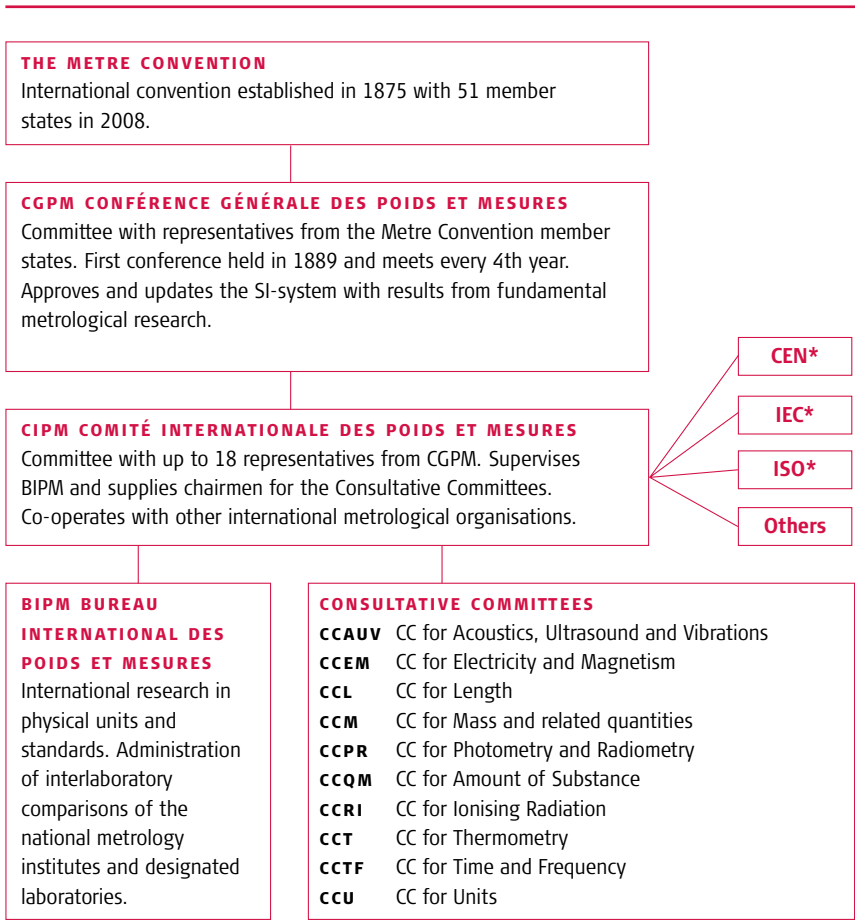 THE METRE CONVENTION
International convention established in 1875 with 51 member
states in 2008.
CGPM CONFÉRENCE GÉNÉRALE DES POIDS ET MESURES
Committee with representatives from the Metre Convention member
states. First conference held in 1889 and meets every 4th year.
Approves and updates the SI-system with results from fundamental
metrological research.
CIPM COMITÉ INTERNATIONALE DES POIDS ET MESURES
Committee with up to 18 representatives from CGPM. Supervises
BIPM and supplies chairmen for the Consultative Committees.
Co-operates with other international metrological organisations.
CEN*
IEC*
ISO*
Others
BIPM BUREAU
INTERNATIONAL DES
POIDS ET MESURES
International research in
physical units and
standards. Administration
of interlaboratory
comparisons of the
national metrology
institutes and designated
laboratories.
CONSULTATIVE COMMITTEES
CCAUV CC for Acoustics, Ultrasound and Vibrations
CCEM CC for Electricity and Magnetism
CCL CC for Length
CCM CC for Mass and related quantities
CCPR CC for Photometry and Radiometry
CCQM CC for Amount of Substance
CCRI CC for Ionising Radiation
CCT CC for Thermometry
CCTF CC for Time and Frequency
CCU CC for Units